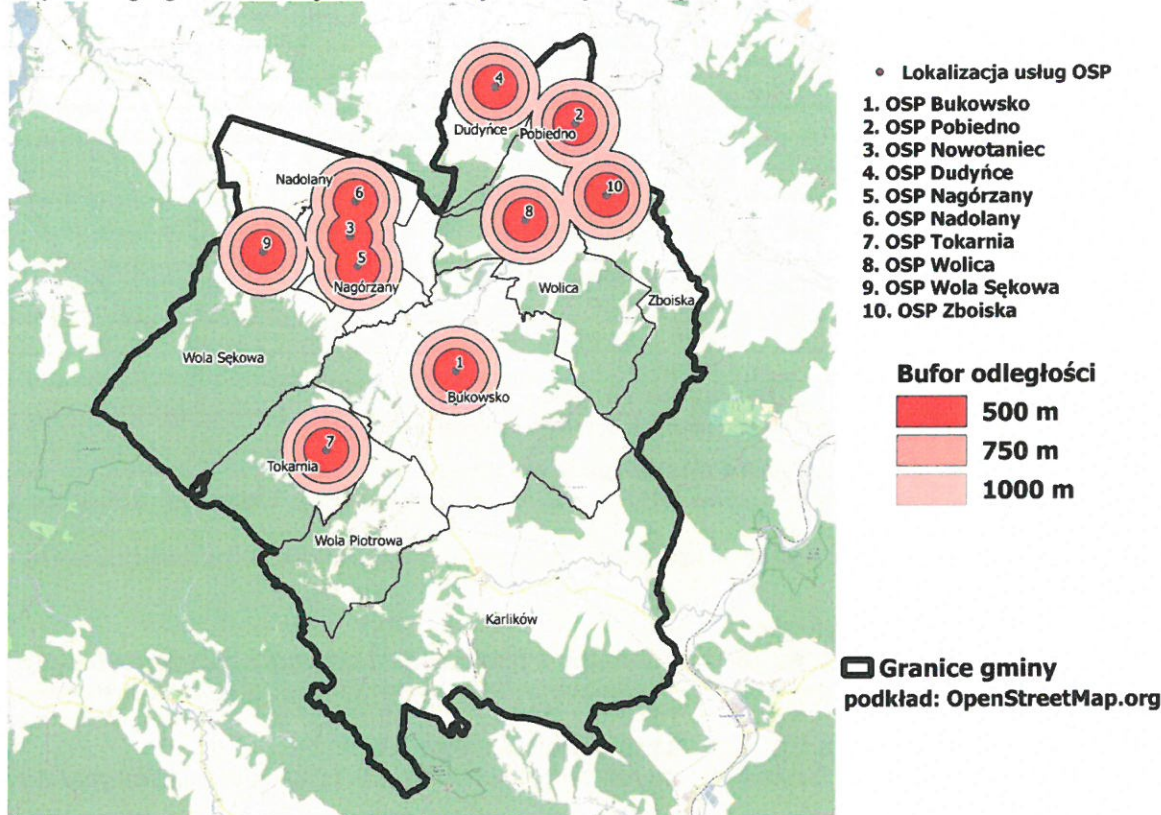 Lokalizacja usług OSP
1. OSP Bukowsko
2. OSP Pobiedno
3. OSP Nowotaniec
4. OSP Dudyńce
5. OSP Nagórzany
6. OSP Nadolany
7. OSP Tokarnia
8. OSP Wolica
9. OSP Wola Sękowa
10. OSP Zboiska
Bufor odległości
500 m
750 m
1000 m
Granice gminy
podkład: OpenStreetMap.org
4
Dudyńce
2
Pobiedno
Nadolany
6
10
8
3
9
5
Nagórzany
Wolica
Zboiska
Wola Sękowa
1
Bukowsko
7
Tokarnia
Wola Piotrowa
Karlików